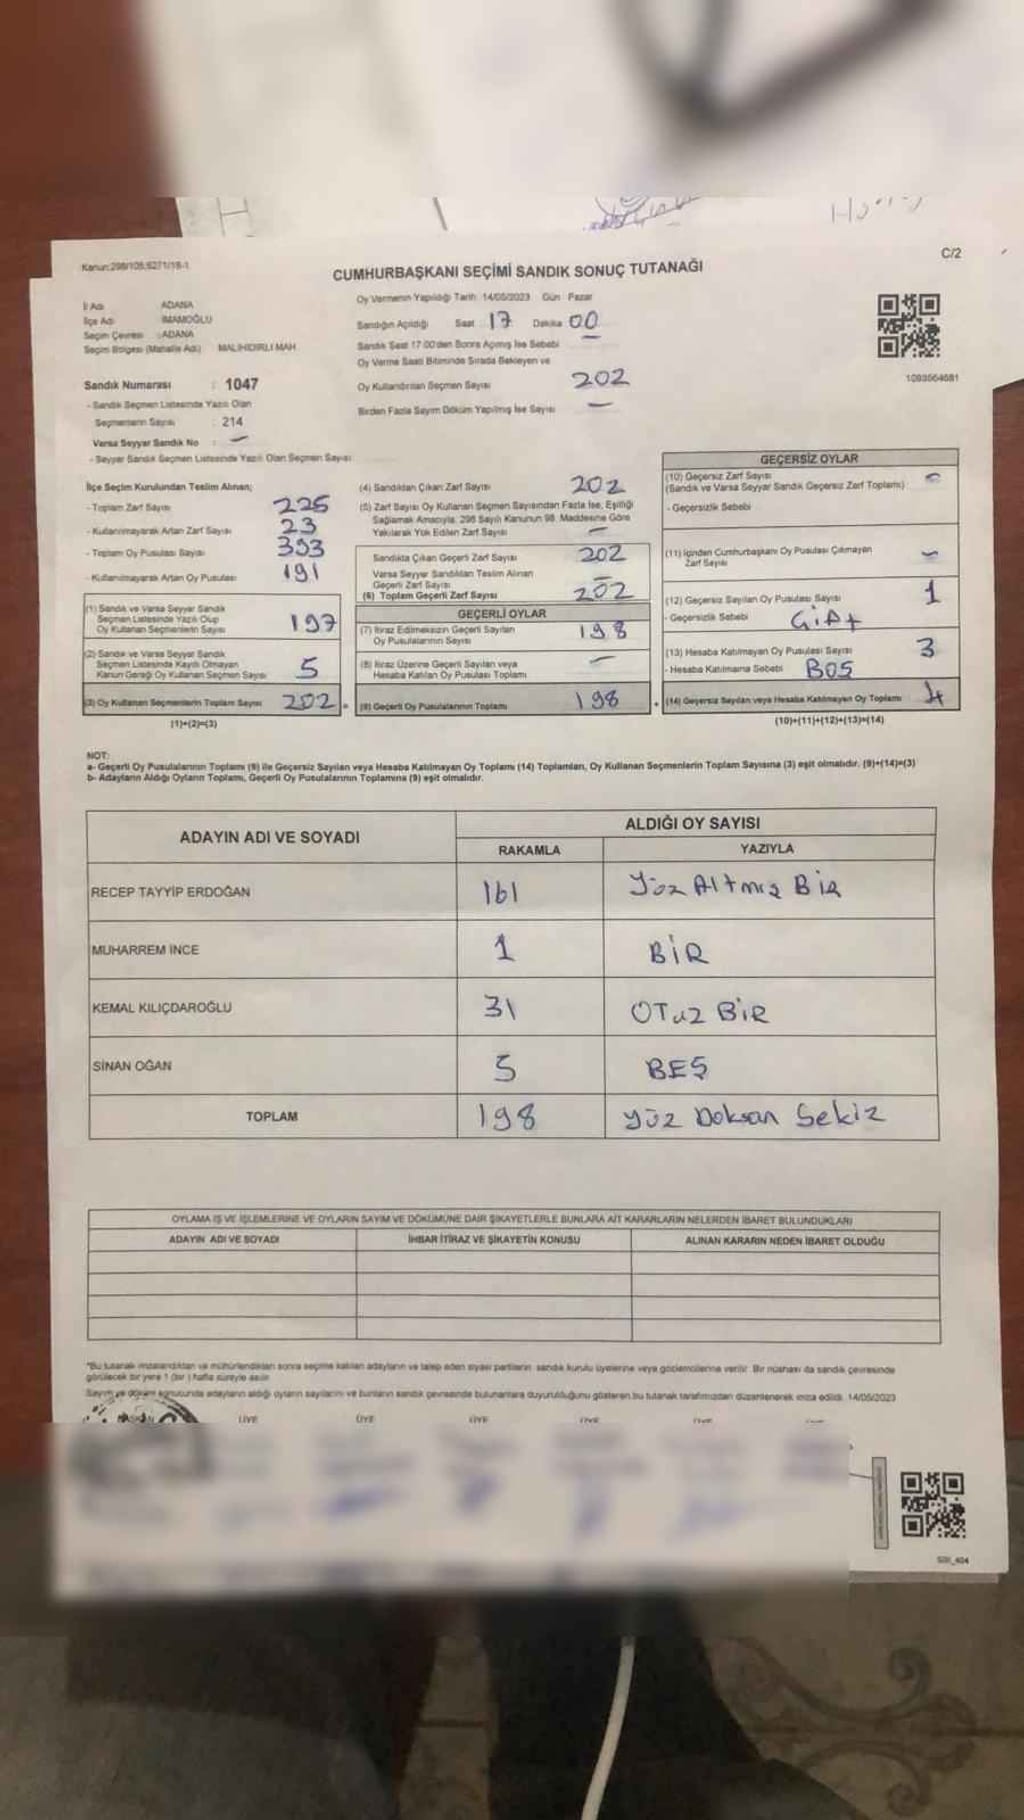 Kanun:298/105,6271/18-1
C/2
CUMHURBAŞKANI SEÇİMİ SANDIK SONUÇ TUTANAĞI
İl Adı ADANA
İlçe Adı İMAMOĞLU
Seçim Çevresi :ADANA
Seçim Bölgesi (Mahalle Adı) MALIHIDIRLI MAH
Sandık Numarası : 1047
- Sandık Seçmen Listesinde Yazılı Olan
Seçmenlerin Sayısı : 214
Varsa Seyyar Sandık No : -
- Seyyar Sandık Seçmen Listesinde Yazılı Olan Seçmen Sayısı:
Oy Vermenin Yapıldığı Tarih: 14/05/2023 Gün: Pazar
Sandığın Açıldığı Saat 17 Dakika 00
Sandık Saat 17.00'den Sonra Açılmış İse Sebebi -
Oy Verme Saati Bitiminde Sırada Bekleyen ve
Oy Kullandırılan Seçmen Sayısı 202
Birden Fazla Sayım Döküm Yapılmış İse Sayısı -
1093564681
İlçe Seçim Kurulundan Teslim Alınan;
- Toplam Zarf Sayısı 225
- Kullanılmayarak Artan Zarf Sayısı 23
- Toplam Oy Pusulası Sayısı 393
- Kullanılmayarak Artan Oy Pusulası 191
(1) Sandık ve Varsa Seyyar Sandık
Seçmen Listesinde Yazılı Olup
Oy Kullanan Seçmenlerin Sayısı 197
(2) Sandık ve Varsa Seyyar Sandık
Seçmen Listesinde Kayıtlı Olmayan
Kanun Gereği Oy Kullanan Seçmen Sayısı 5
(3) Oy Kullanan Seçmenlerin Toplam Sayısı 202 =
(1)+(2)=(3)
(4) Sandıktan Çıkan Zarf Sayısı 202
(5) Zarf Sayısı Oy Kullanan Seçmen Sayısından Fazla İse, Eşitliği
Sağlamak Amacıyla; 298 Sayılı Kanunun 98. Maddesine Göre
Yakılarak Yok Edilen Zarf Sayısı -
Sandıkta Çıkan Geçerli Zarf Sayısı 202
Varsa Seyyar Sandıktan Teslim Alınan
Geçerli Zarf Sayısı -
(6) Toplam Geçerli Zarf Sayısı 202
GEÇERLİ OYLAR
(7) İtiraz Edilmeksizin Geçerli Sayılan
Oy Pusulalarının Sayısı 198
(8) İtiraz Üzerine Geçerli Sayılan veya
Hesaba Katılan Oy Pusulası Toplamı -
(9) Geçerli Oy Pusulalarının Toplamı 198 +
GEÇERSİZ OYLAR
(10) Geçersiz Zarf Sayısı
(Sandık ve Varsa Seyyar Sandık Geçersiz Zarf Toplamı) -
- Geçersizlik Sebebi
(11) İçinden Cumhurbaşkanı Oy Pusulası Çıkmayan
Zarf Sayısı -
(12) Geçersiz Sayılan Oy Pusulası Sayısı 1
- Geçersizlik Sebebi Çift
(13) Hesaba Katılmayan Oy Pusulası Sayısı 3
- Hesaba Katılmama Sebebi BOS
(14) Geçersiz Sayılan veya Hesaba Katılmayan Oy Toplamı 4
(10)+(11)+(12)+(13)=(14)
NOT:
a- Geçerli Oy Pusulalarının Toplamı (9) ile Geçersiz Sayılan veya Hesaba Katılmayan Oy Toplamı (14) Toplamları, Oy Kullanan Seçmenlerin Toplam Sayısına (3) eşit olmalıdır. (9)+(14)=(3)
b- Adayların Aldığı Oyların Toplamı, Geçerli Oy Pusulalarının Toplamına (9) eşit olmalıdır.
ADAYIN ADI VE SOYADI
ALDIĞI OY SAYISI
RAKAMLA YAZIYLA
RECEP TAYYİP ERDOĞAN 161 Yüz Altmış BİR
MUHARREM İNCE 1 BİR
KEMAL KILIÇDAROĞLU 31 OTuz BİR
SİNAN OĞAN 5 BEŞ
TOPLAM 198 Yüz Doksan Sekiz
OYLAMA İŞ VE İŞLEMLERİNE VE OYLARIN SAYIM VE DÖKÜMÜNE DAİR ŞİKAYETLERLE BUNLARA AİT KARARLARIN NELERDEN İBARET BULUNDUKLARI
ADAYIN ADI VE SOYADI İHBAR İTİRAZ VE ŞİKAYETİN KONUSU ALINAN KARARIN NEDEN İBARET OLDUĞU
*Bu tutanak imzalandıktan ve mühürlendikten sonra seçime katılan adayların ve talep eden siyasi partilerin sandık kurulu üyelerine veya gözlemcilerine verilir. Bir nüshası da sandık çevresinde
görülecek bir yere 1 (bir) hafta süreyle asılır.
Sayım ve döküm sonucunda adayların aldığı oyların sayılarını ve bunların sandık çevresinde bulunanlara duyurulduğunu gösteren bu tutanak tarafımızdan düzenlenerek imza edildi. 14/05/2023
BAŞKAN ÜYE ÜYE ÜYE ÜYE ÜYE